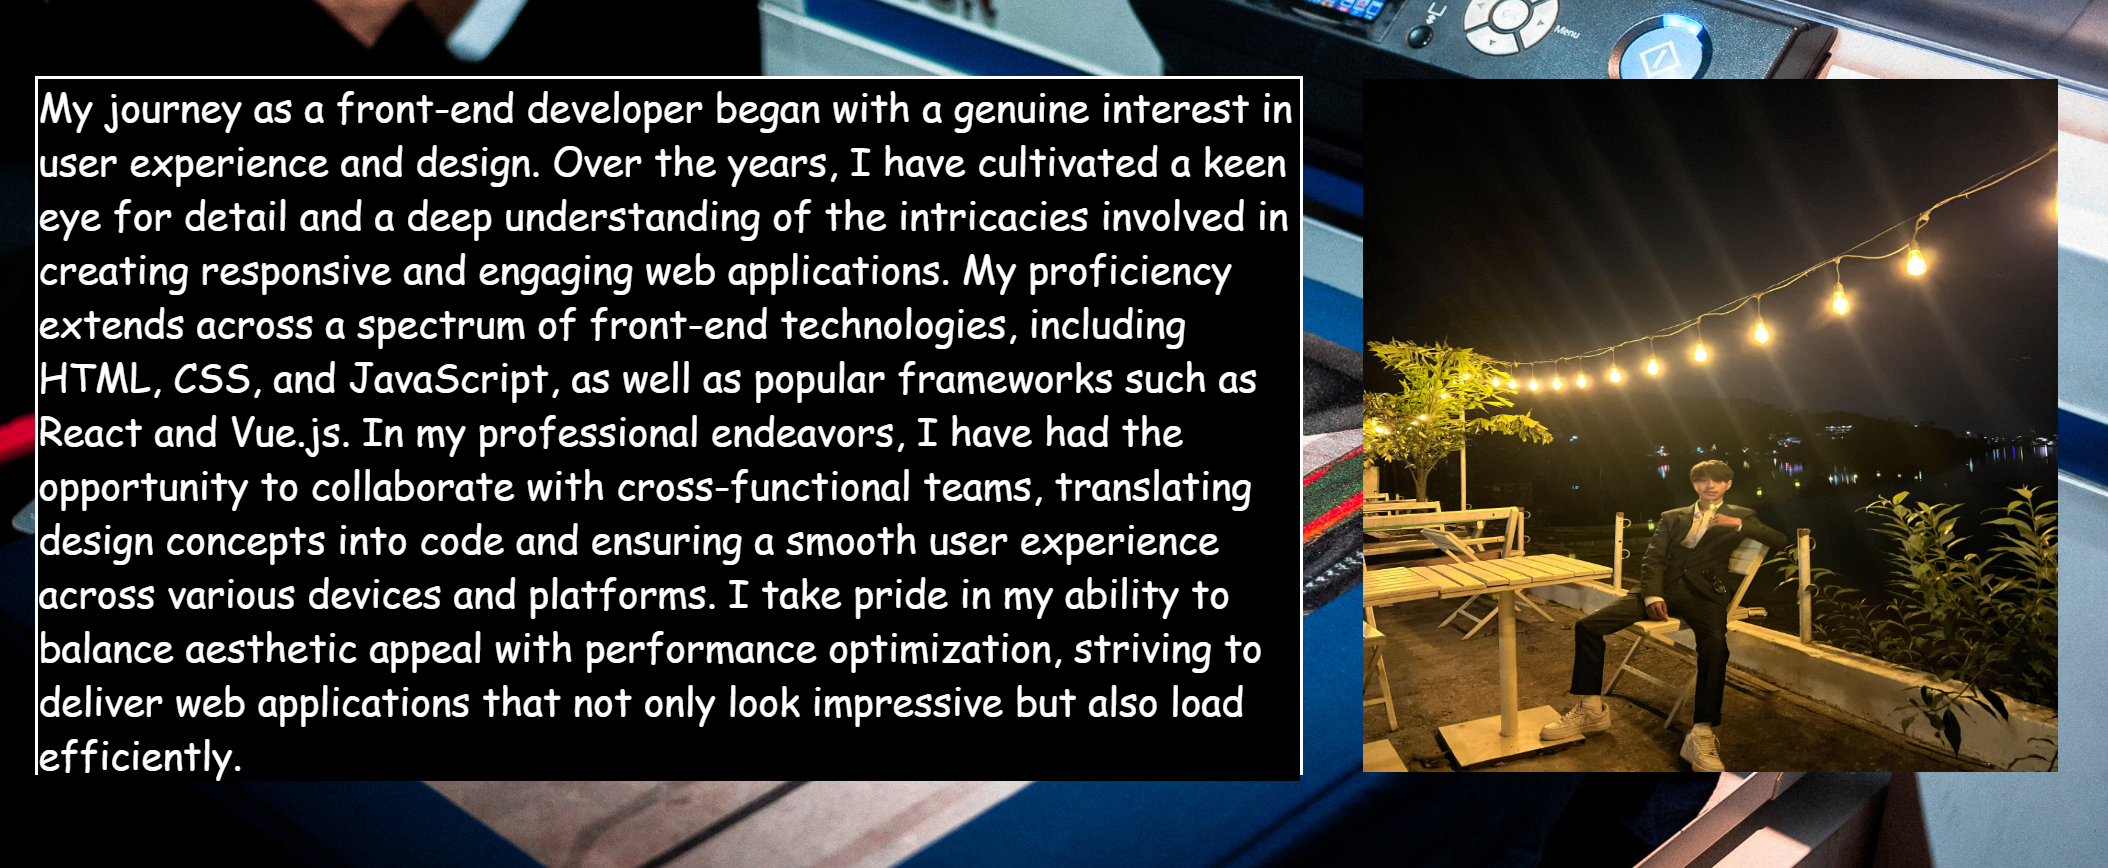 Menu
My journey as a front-end developer began with a genuine interest in
user experience and design. Over the years, I have cultivated a keen
eye for detail and a deep understanding of the intricacies involved in
creating responsive and engaging web applications. My proficiency
extends across a spectrum of front-end technologies, including
HTML, CSS, and JavaScript, as well as popular frameworks such as
React and Vue.js. In my professional endeavors, I have had the
opportunity to collaborate with cross-functional teams, translating
design concepts into code and ensuring a smooth user experience
across various devices and platforms. I take pride in my ability to
balance aesthetic appeal with performance optimization, striving to
deliver web applications that not only look impressive but also load
efficiently.